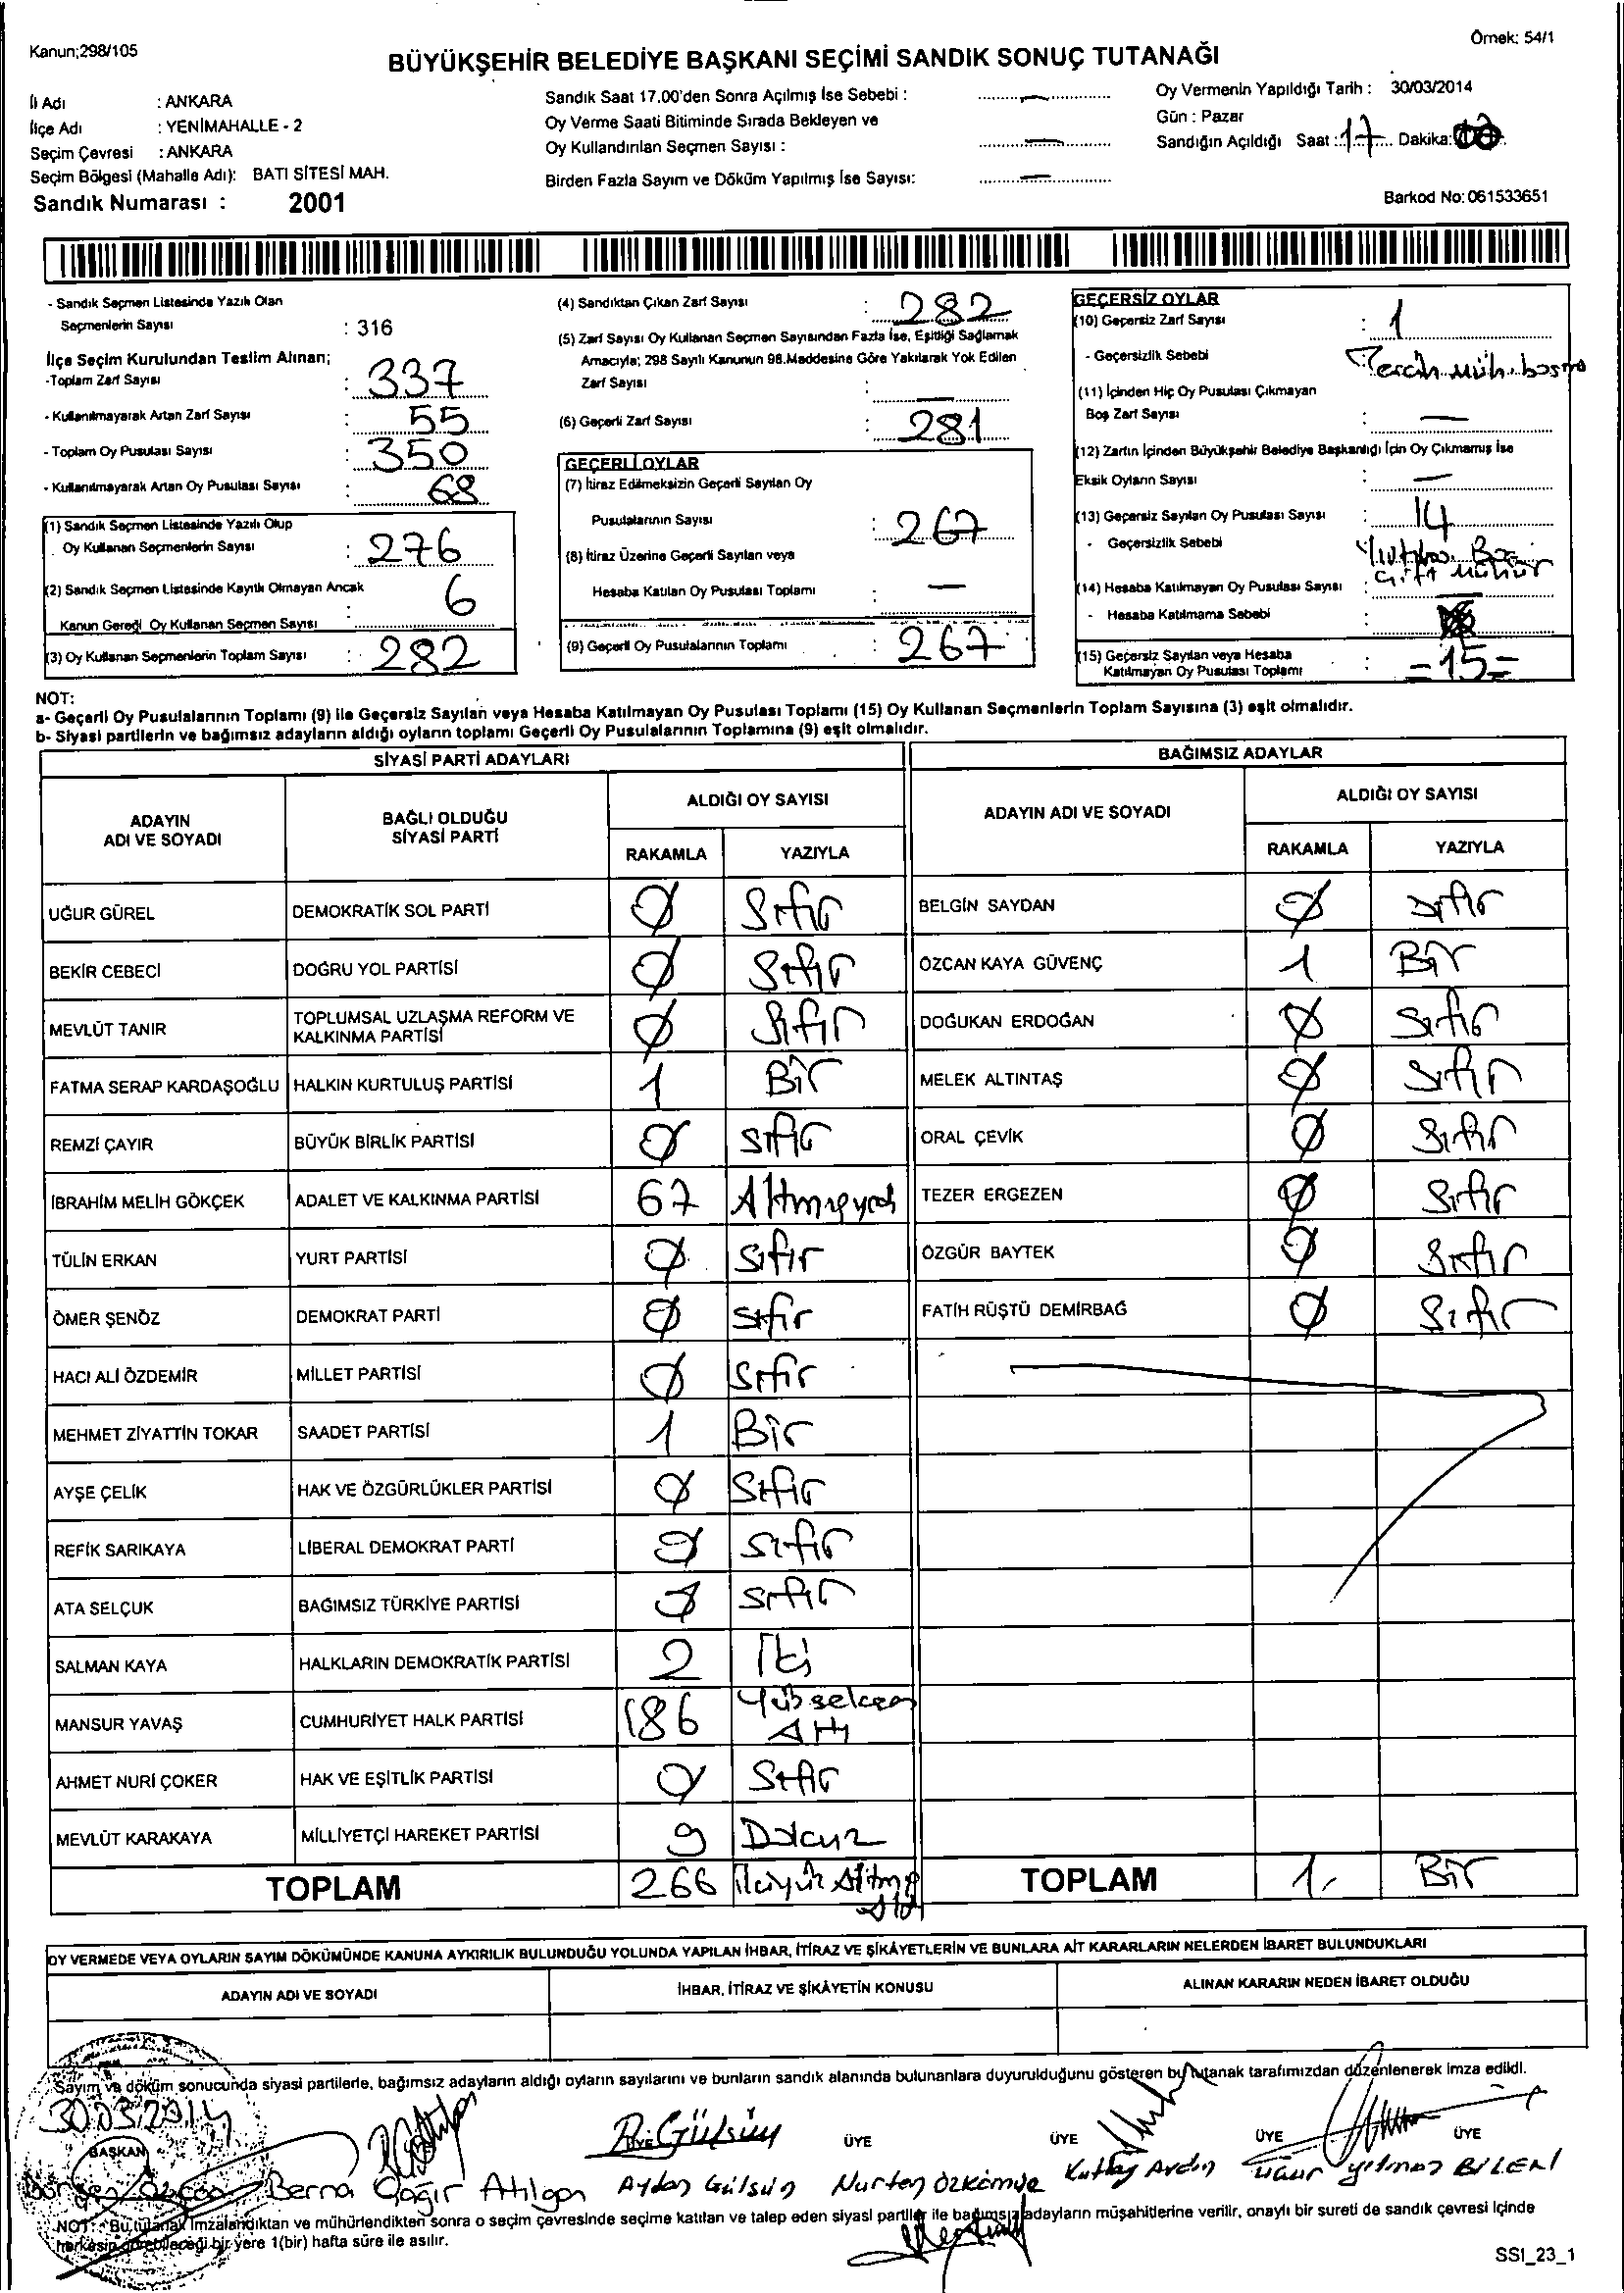 Kanun;298/105
Örnek: 54/1
BÜYÜKŞEHİR BELEDİYE BAŞKANI SEÇİMİ SANDIK SONUÇ TUTANAĞI
İli Adı : ANKARA
İlçe Adı : YENİMAHALLE - 2
Seçim Çevresi : ANKARA
Seçim Bölgesi (Mahalle Adı): BATI SİTESİ MAH.
Sandık Numarası : 2001
Sandık Saat 17.00'den Sonra Açılmış İse Sebebi : —
Oy Verme Saati Bitiminde Sırada Bekleyen ve
Oy Kullandırılan Seçmen Sayısı : —
Birden Fazla Sayım ve Döküm Yapılmış İse Sayısı: —
Oy Vermenin Yapıldığı Tarih : 30/03/2014
Gün : Pazar
Sandığın Açıldığı Saat : 17 Dakika:
Barkod No: 061533651
- Sandık Seçmen Listesinde Yazılı Olan
Seçmenlerin Sayısı : 316
İlçe Seçim Kurulundan Teslim Alınan;
-Toplam Zarf Sayısı : 337
- Kullanılmayarak Artan Zarf Sayısı : 55
- Toplam Oy Pusulası Sayısı : 350
- Kullanılmayarak Artan Oy Pusulası Sayısı : 68
(1) Sandık Seçmen Listesinde Yazılı Olup
Oy Kullanan Seçmenlerin Sayısı : 276
(2) Sandık Seçmen Listesinde Kayıtlı Olmayan Ancak
Kanun Gereği Oy Kullanan Seçmen Sayısı : 6
(3) Oy Kullanan Seçmenlerin Toplam Sayısı : 282
(4) Sandıktan Çıkan Zarf Sayısı : 282
(5) Zarf Sayısı Oy Kullanan Seçmen Sayısından Fazla İse, Eşitliği Sağlamak
Amacıyla; 298 Sayılı Kanunun 98.Maddesine Göre Yakılarak Yok Edilen
Zarf Sayısı : —
(6) Geçerli Zarf Sayısı : 281
GEÇERLİ OYLAR
(7) İtiraz Edilmeksizin Geçerli Sayılan Oy
Pusulalarının Sayısı : 267
(8) İtiraz Üzerine Geçerli Sayılan veya
Hesaba Katılan Oy Pusulası Toplamı : —
(9) Geçerli Oy Pusulalarının Toplamı : 267
GEÇERSİZ OYLAR
(10) Geçersiz Zarf Sayısı : 1
- Geçersizlik Sebebi Tercih
(11) İçinden Hiç Oy Pusulası Çıkmayan
Boş Zarf Sayısı : —
(12) Zarfın İçinden Büyükşehir Belediye Başkanlığı İçin Oy Çıkmamış İse
Eksik Oyların Sayısı : —
(13) Geçersiz Sayılan Oy Pusulası Sayısı : 14
- Geçersizlik Sebebi
Çift Mühür
(14) Hesaba Katılmayan Oy Pusulası Sayısı : —
- Hesaba Katılmama Sebebi :
(15) Geçersiz Sayılan veya Hesaba
Katılmayan Oy Pusulası Toplamı : =15=
NOT:
a- Geçerli Oy Pusulalarının Toplamı (9) ile Geçersiz Sayılan veya Hesaba Katılmayan Oy Pusulası Toplamı (15) Oy Kullanan Seçmenlerin Toplam Sayısına (3) eşit olmalıdır.
b- Siyasi partilerin ve bağımsız adayların aldığı oyların toplamı Geçerli Oy Pusulalarının Toplamına (9) eşit olmalıdır.
SİYASİ PARTİ ADAYLARI
ADAYIN ADI VE SOYADI BAĞLI OLDUĞU SİYASİ PARTİ ALDIĞI OY SAYISI
RAKAMLA YAZIYLA
UĞUR GÜREL DEMOKRATİK SOL PARTİ Ø Sıfır
BEKİR CEBECİ DOĞRU YOL PARTİSİ Ø Sıfır
MEVLÜT TANIR TOPLUMSAL UZLAŞMA REFORM VE KALKINMA PARTİSİ Ø Sıfır
FATMA SERAP KARDAŞOĞLU HALKIN KURTULUŞ PARTİSİ 1 Bir
REMZİ ÇAYIR BÜYÜK BİRLİK PARTİSİ Ø Sıfır
İBRAHİM MELİH GÖKÇEK ADALET VE KALKINMA PARTİSİ 67 Altmışyedi
TÜLİN ERKAN YURT PARTİSİ Ø Sıfır
ÖMER ŞENÖZ DEMOKRAT PARTİ Ø Sıfır
HACI ALİ ÖZDEMİR MİLLET PARTİSİ Ø Sıfır
MEHMET ZİYATTİN TOKAR SAADET PARTİSİ 1 Bir
AYŞE ÇELİK HAK VE ÖZGÜRLÜKLER PARTİSİ Ø Sıfır
REFİK SARIKAYA LİBERAL DEMOKRAT PARTİ Ø Sıfır
ATA SELÇUK BAĞIMSIZ TÜRKİYE PARTİSİ Ø Sıfır
SALMAN KAYA HALKLARIN DEMOKRATİK PARTİSİ 2 İki
MANSUR YAVAŞ CUMHURİYET HALK PARTİSİ 186 Yüzseksen Altı
AHMET NURİ ÇOKER HAK VE EŞİTLİK PARTİSİ Ø Sıfır
MEVLÜT KARAKAYA MİLLİYETÇİ HAREKET PARTİSİ 9 Dokuz
TOPLAM 266 İkiyüz Altmış Altı
BAĞIMSIZ ADAYLAR
ADAYIN ADI VE SOYADI ALDIĞI OY SAYISI
RAKAMLA YAZIYLA
BELGİN SAYDAN Ø Sıfır
ÖZCAN KAYA GÜVENÇ 1 Bir
DOĞUKAN ERDOĞAN Ø Sıfır
MELEK ALTINTAŞ Ø Sıfır
ORAL ÇEVİK Ø Sıfır
TEZER ERGEZEN Ø Sıfır
ÖZGÜR BAYTEK Ø Sıfır
FATİH RÜŞTÜ DEMİRBAĞ Ø Sıfır
TOPLAM 1 Bir
OY VERMEDE VEYA OYLARIN SAYIM DÖKÜMÜNDE KANUNA AYKIRILIK BULUNDUĞU YOLUNDA YAPILAN İHBAR, İTİRAZ VE ŞİKÂYETLERİN VE BUNLARA AİT KARARLARIN NELERDEN İBARET BULUNDUKLARI
ADAYIN ADI VE SOYADI İHBAR, İTİRAZ VE ŞİKÂYETİN KONUSU ALINAN KARARIN NEDEN İBARET OLDUĞU
Sayım ve döküm sonucunda siyasi partilerle, bağımsız adayların aldığı oyların sayılarını ve bunların sandık alanında bulunanlara duyurulduğunu gösteren bu tutanak tarafımızdan düzenlenerek imza edildi.
30.03.2014
BAŞKAN ÜYE ÜYE ÜYE ÜYE ÜYE
Berna Çağır Atılgan Aydan Gülsün Nurten Özkömye Kutlay Aydın Uğur Yılmaz BİLENİ
NOT: Bu tutanak imzalandıktan ve mühürlendikten sonra o seçim çevresinde seçime katılan ve talep eden siyasi partiler ile bağımsız adayların müşahitlerine verilir, onaylı bir sureti de sandık çevresi içinde
herkesin görebileceği bir yere 1(bir) hafta süre ile asılır.
SSI_23_1